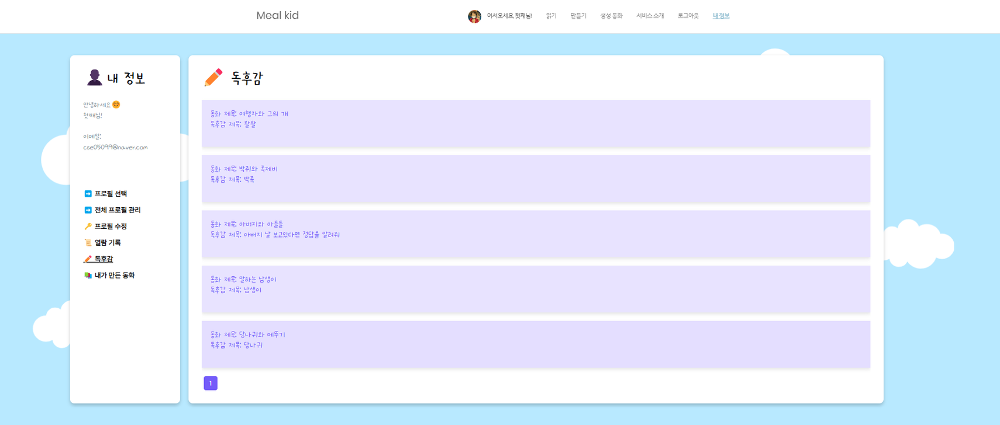 Meal kid
어서오세요, 첫째님!
읽기
만들기
생성 동화
서비스 소개
로그아웃
내 정보
내 정보
안녕하세요
첫째님!
이메일:
cse05099@naver.com
프로필 선택
전체 프로필 관리
프로필 수정
열람 기록
독후감
내가 만든 동화
독후감
동화 제목: 여행자와 그의 개
독후감 제목: 왈왈
동화 제목: 박쥐와 족제비
독후감 제목: 박족
동화 제목: 아버지와 아들들
독후감 제목: 아버지 날 보고있다면 정답을 알려줘
동화 제목: 말하는 남생이
독후감 제목: 남생이
동화 제목: 당나귀와 메뚜기
독후감 제목: 당나귀
1